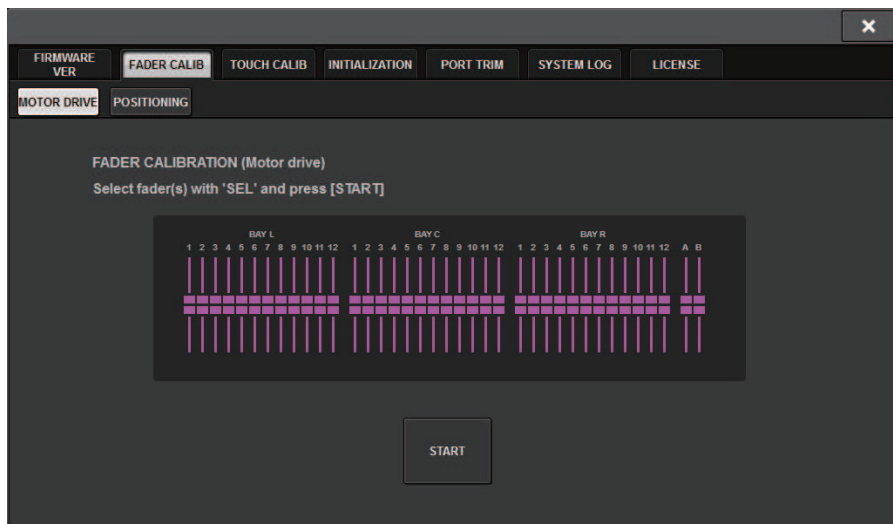 ×
FIRMWARE VER FADER CALIB TOUCH CALIB INITIALIZATION PORT TRIM SYSTEM LOG LICENSE
MOTOR DRIVE POSITIONING
FADER CALIBRATION (Motor drive)
Select fader(s) with 'SEL' and press [START]
BAY L BAY C BAY R
1 2 3 4 5 6 7 8 9 10 11 12 1 2 3 4 5 6 7 8 9 10 11 12 1 2 3 4 5 6 7 8 9 10 11 12 A B
START